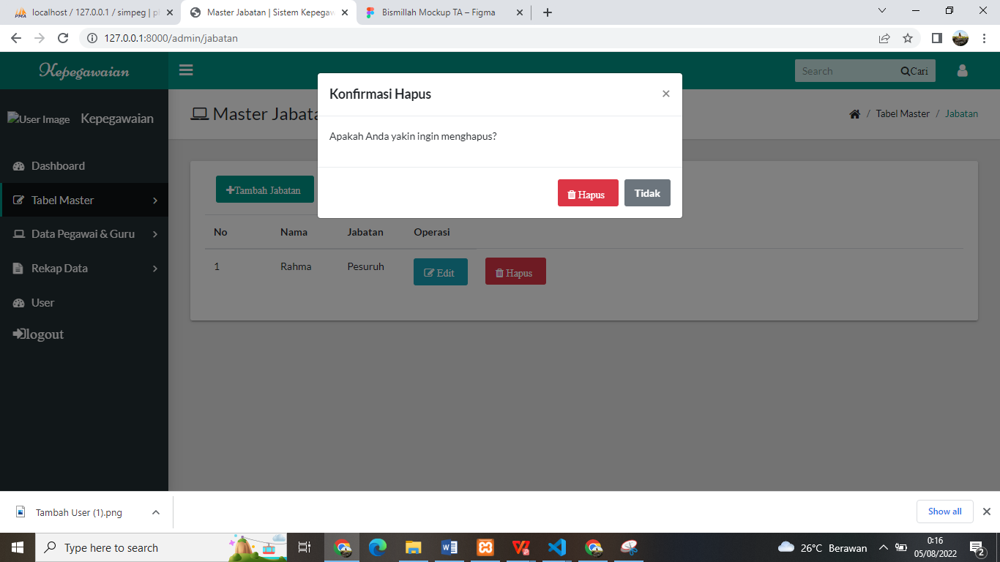 localhost / 127.0.0.1 / simpeg | p
Master Jabatan | Sistem Kepegaw
Bismillah Mockup TA – Figma
127.0.0.1:8000/admin/jabatan
Kepegawaian
Search
Cari
User Image
Kepegawaian
Master Jabata
/ Tabel Master / Jabatan
Konfirmasi Hapus
×
Apakah Anda yakin ingin menghapus?
Hapus
Tidak
Dashboard
Tabel Master
Data Pegawai & Guru
Rekap Data
User
logout
Tambah Jabatan
No Nama Jabatan Operasi
1 Rahma Pesuruh Edit Hapus
Tambah User (1).png
Show all
Type here to search
26°C Berawan
0:16
05/08/2022
2